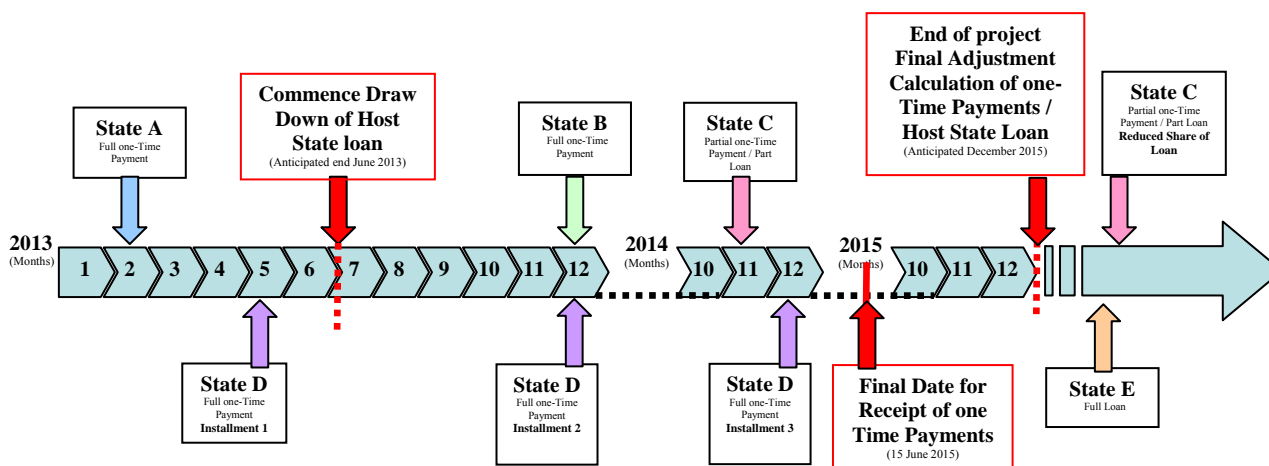 End of project
Final Adjustment
Calculation of one-
Time Payments /
Host State Loan
(Anticipated December 2015)
Commence Draw
Down of Host
State loan
(Anticipated end June 2013)
State A
Full one-Time
Payment
State B
Full one-Time
Payment
State C
Partial one-Time
Payment / Part
Loan
State C
Partial one-Time
Payment / Part Loan
Reduced Share of
Loan
2013
(Months)
1 2 3 4 5 6 7 8 9 10 11 12
2014
(Months)
10 11 12
2015
(Months)
10 11 12
State D
Full one-Time
Payment
Installment 1
State D
Full one-Time
Payment
Installment 2
State D
Full one-Time
Payment
Installment 3
Final Date for
Receipt of one
Time Payments
(15 June 2015)
State E
Full Loan